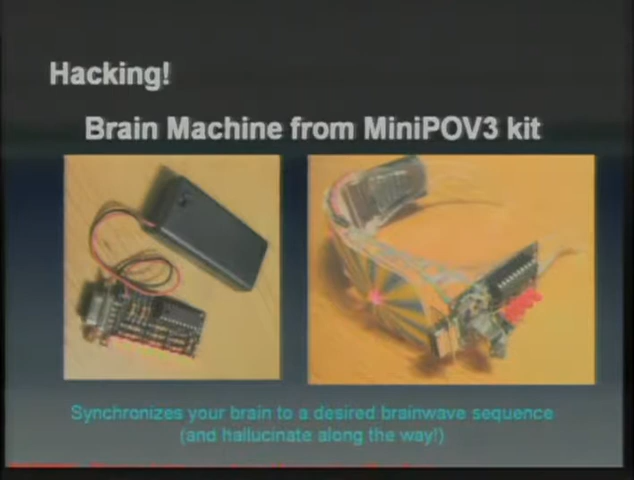 Hacking!
Brain Machine from MiniPOV3 kit
Synchronizes your brain to a desired brainwave sequence
(and hallucinate along the way!)